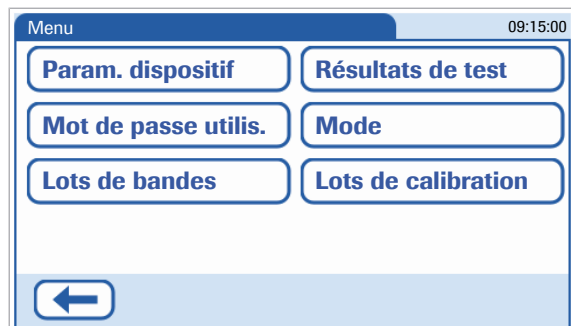 Menu 09:15:00
Param. dispositif Résultats de test
Mot de passe utilis. Mode
Lots de bandes Lots de calibration